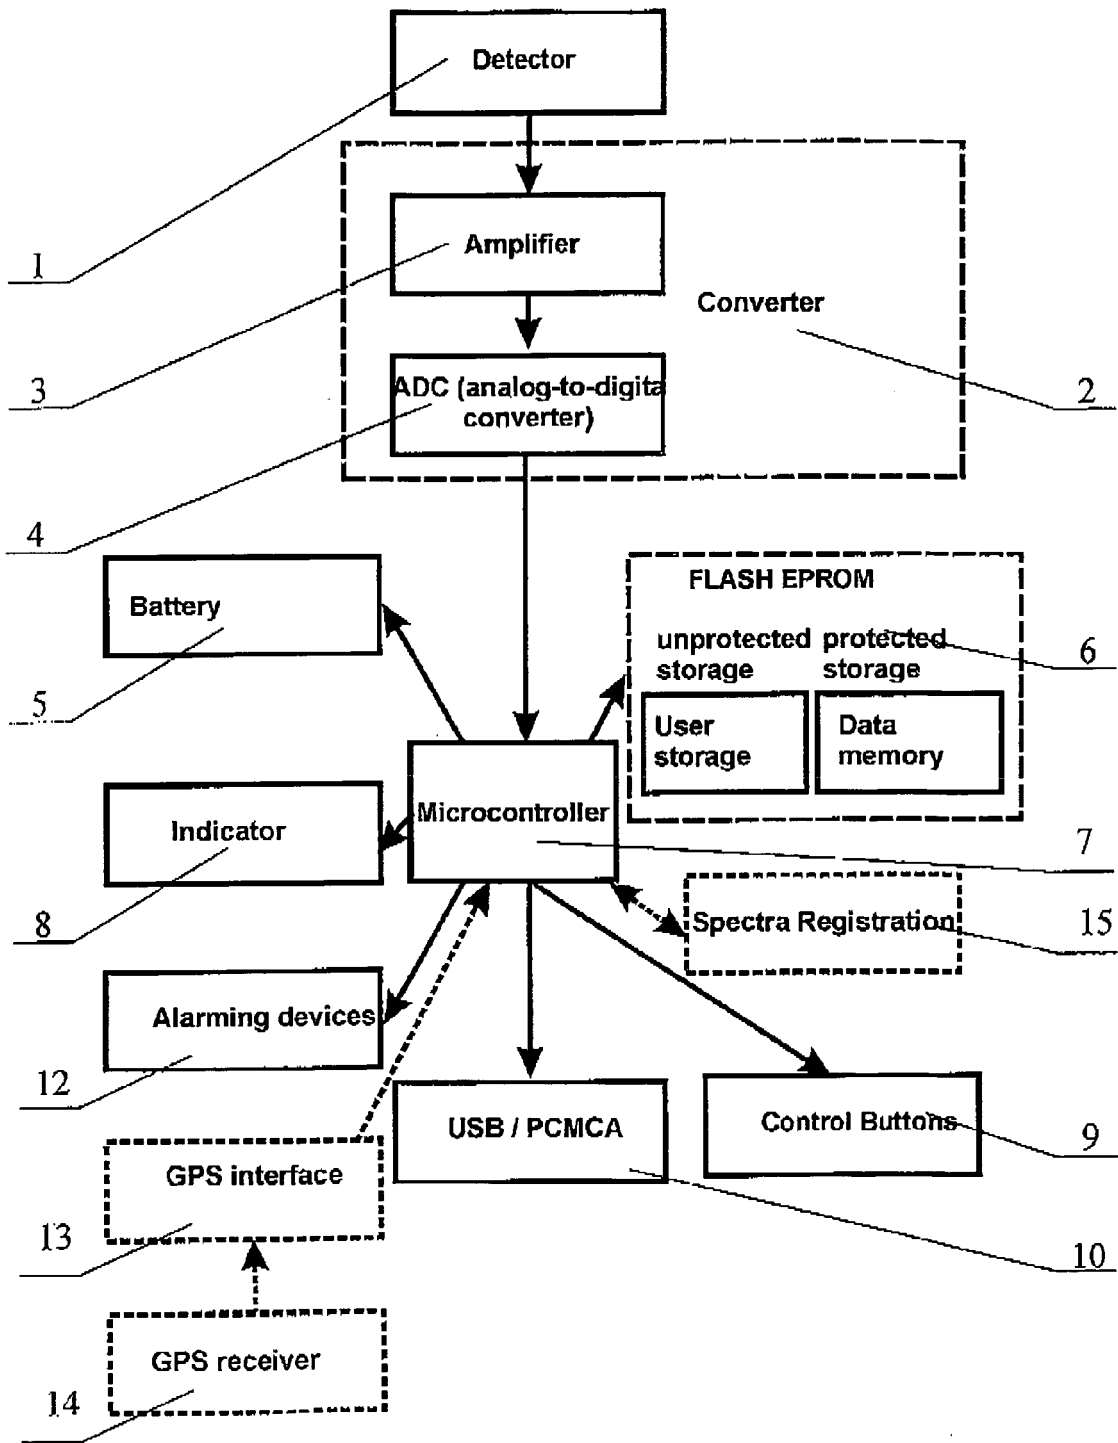 Detector
1
Amplifier
Converter
3
ADC (analog-to-digita
converter)
2
4
Battery
5
FLASH EPROM
unprotected
storage
protected
storage
6
User
storage
Data
memory
Microcontroller
7
Indicator
8
Spectra Registration
15
Alarming devices
12
USB / PCMCA
Control Buttons
9
GPS interface
13
10
GPS receiver
14